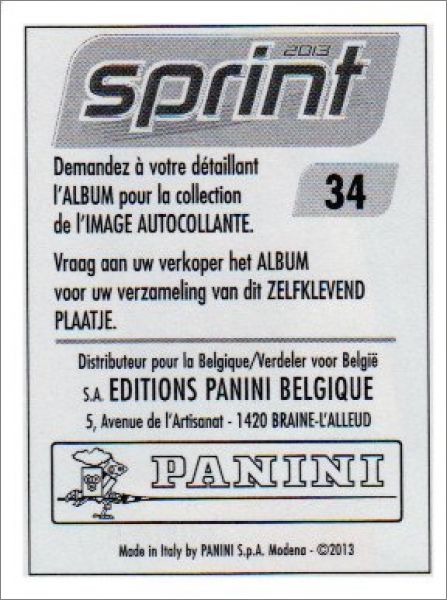 2013
sprint
Demandez à votre détaillant
l'ALBUM pour la collection
de l'IMAGE AUTOCOLLANTE.
34
Vraag aan uw verkoper het ALBUM
voor uw verzameling van dit ZELFKLEVEND
PLAATJE.
Distributeur pour la Belgique/Verdeler voor België
S.A. EDITIONS PANINI BELGIQUE
5, Avenue de l'Artisanat - 1420 BRAINE-L'ALLEUD
PANINI
Made in Italy by PANINI S.p.A. Modena - ©2013